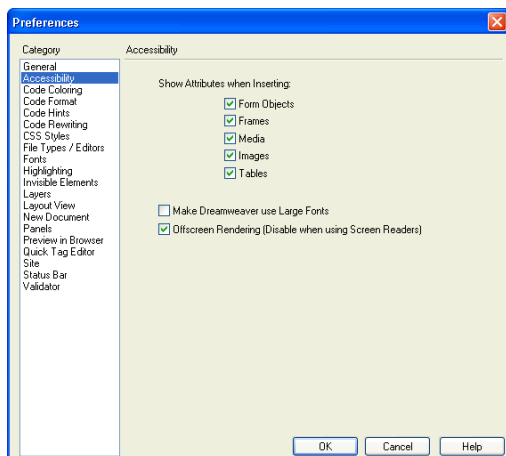 Preferences
Category
Accessibility
General
Accessibility
Code Coloring
Code Format
Code Hints
Code Rewriting
CSS Styles
File Types / Editors
Fonts
Highlighting
Invisible Elements
Layers
Layout View
New Document
Panels
Preview in Browser
Quick Tag Editor
Site
Status Bar
Validator
Show Attributes when Inserting:
Form Objects
Frames
Media
Images
Tables
Make Dreamweaver use Large Fonts
Offscreen Rendering (Disable when using Screen Readers)
OK
Cancel
Help